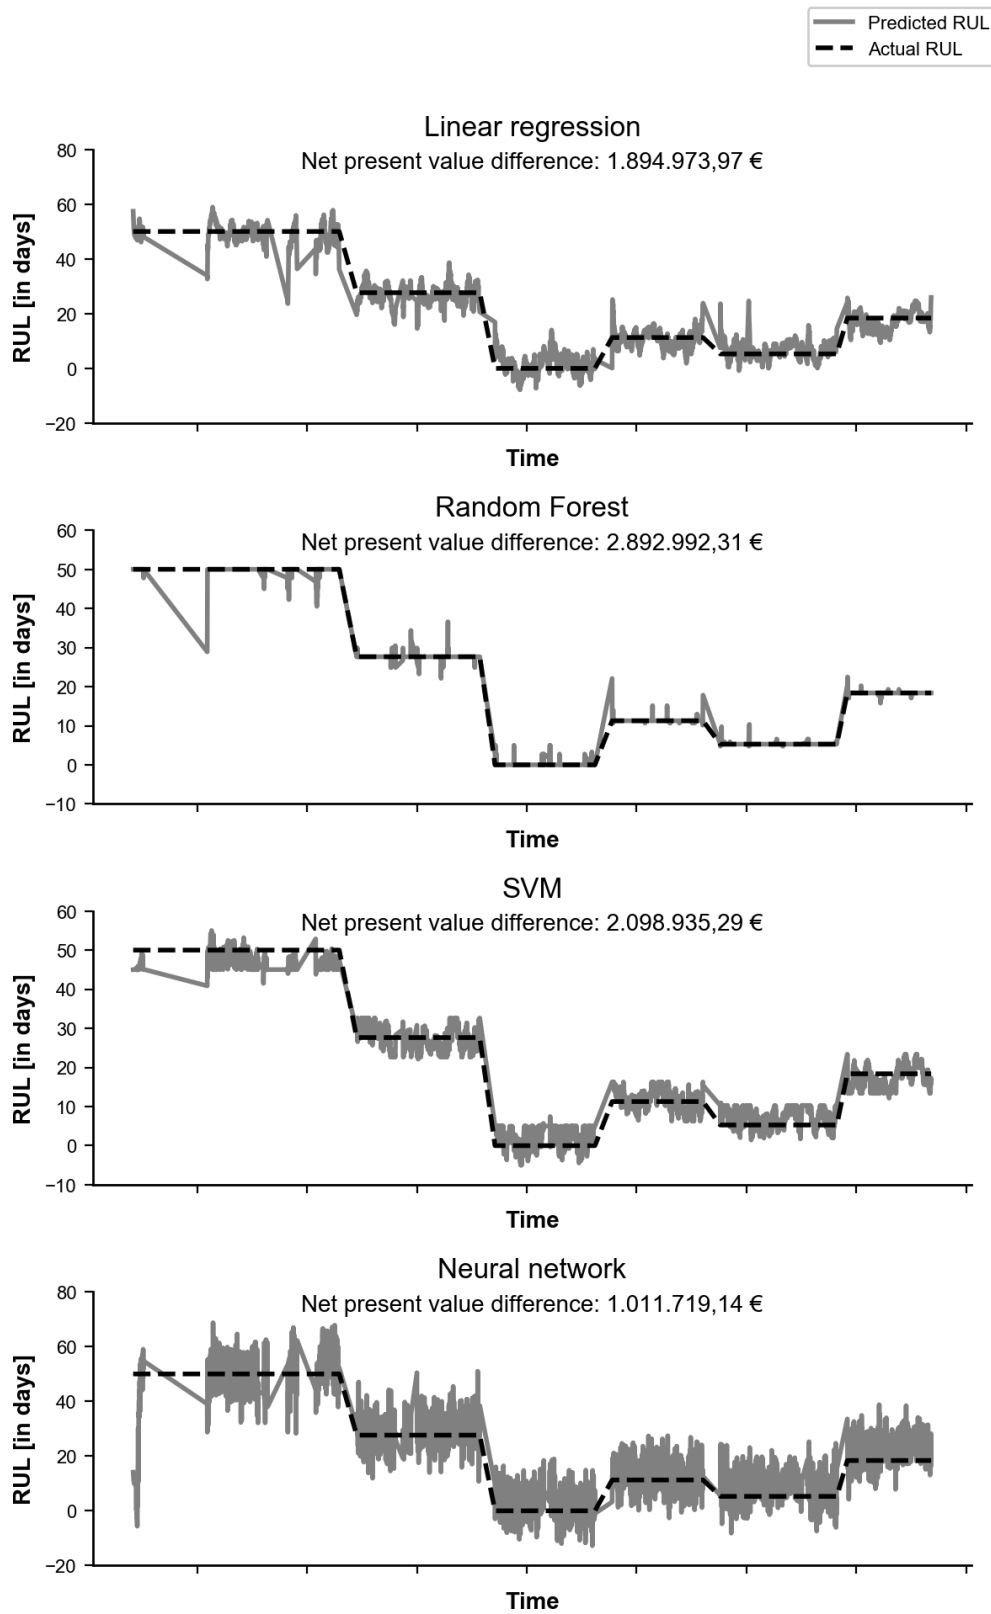 Predicted RUL
Actual RUL
Linear regression
Net present value difference: 1.894.973,97 €
80
60
40
20
0
−20
RUL [in days]
Time
Random Forest
Net present value difference: 2.892.992,31 €
60
50
40
30
20
10
0
−10
RUL [in days]
Time
SVM
Net present value difference: 2.098.935,29 €
60
50
40
30
20
10
0
−10
RUL [in days]
Time
Neural network
Net present value difference: 1.011.719,14 €
80
60
40
20
0
−20
RUL [in days]
Time